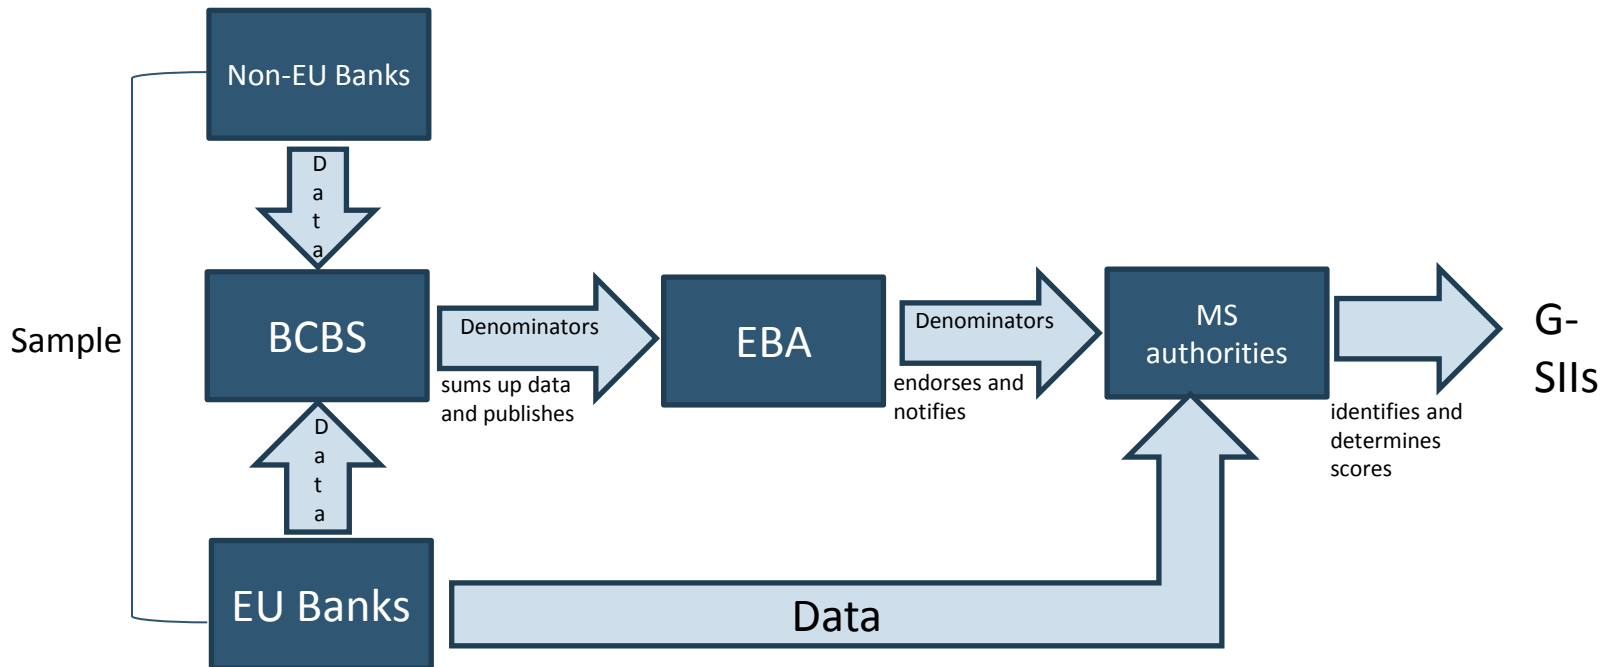 Non-EU Banks
D
a
t
a
Sample
BCBS
Denominators
sums up data
and publishes
EBA
Denominators
endorses and
notifies
MS
authorities
identifies and
determines
scores
G-
SIIs
D
a
t
a
EU Banks
Data